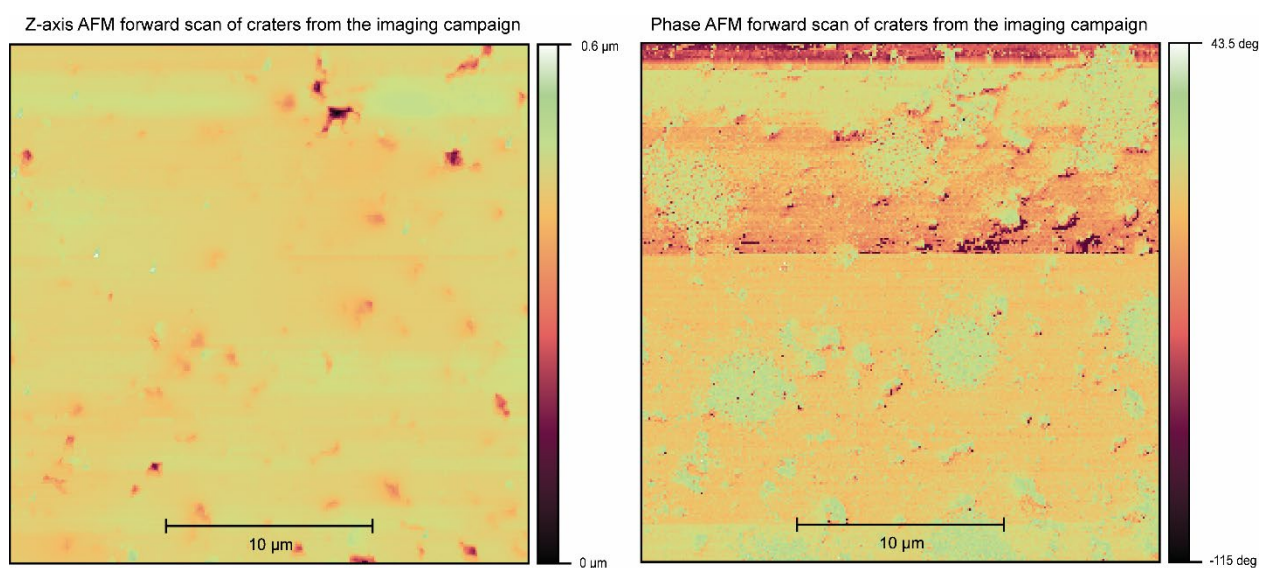 Z-axis AFM forward scan of craters from the imaging campaign
0.6 µm
10 µm
0 µm
Phase AFM forward scan of craters from the imaging campaign
43.5 deg
10 µm
-115 deg